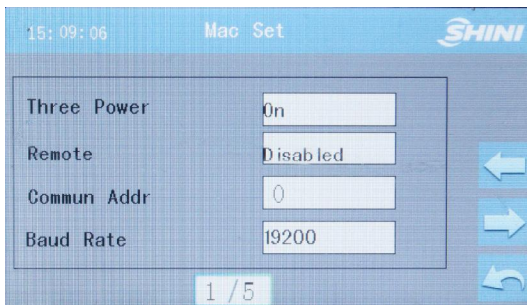 15:09:06 Mac Set SHINI
Three Power On
Remote Disabled
Commun Addr 0
Baud Rate 19200
1/5